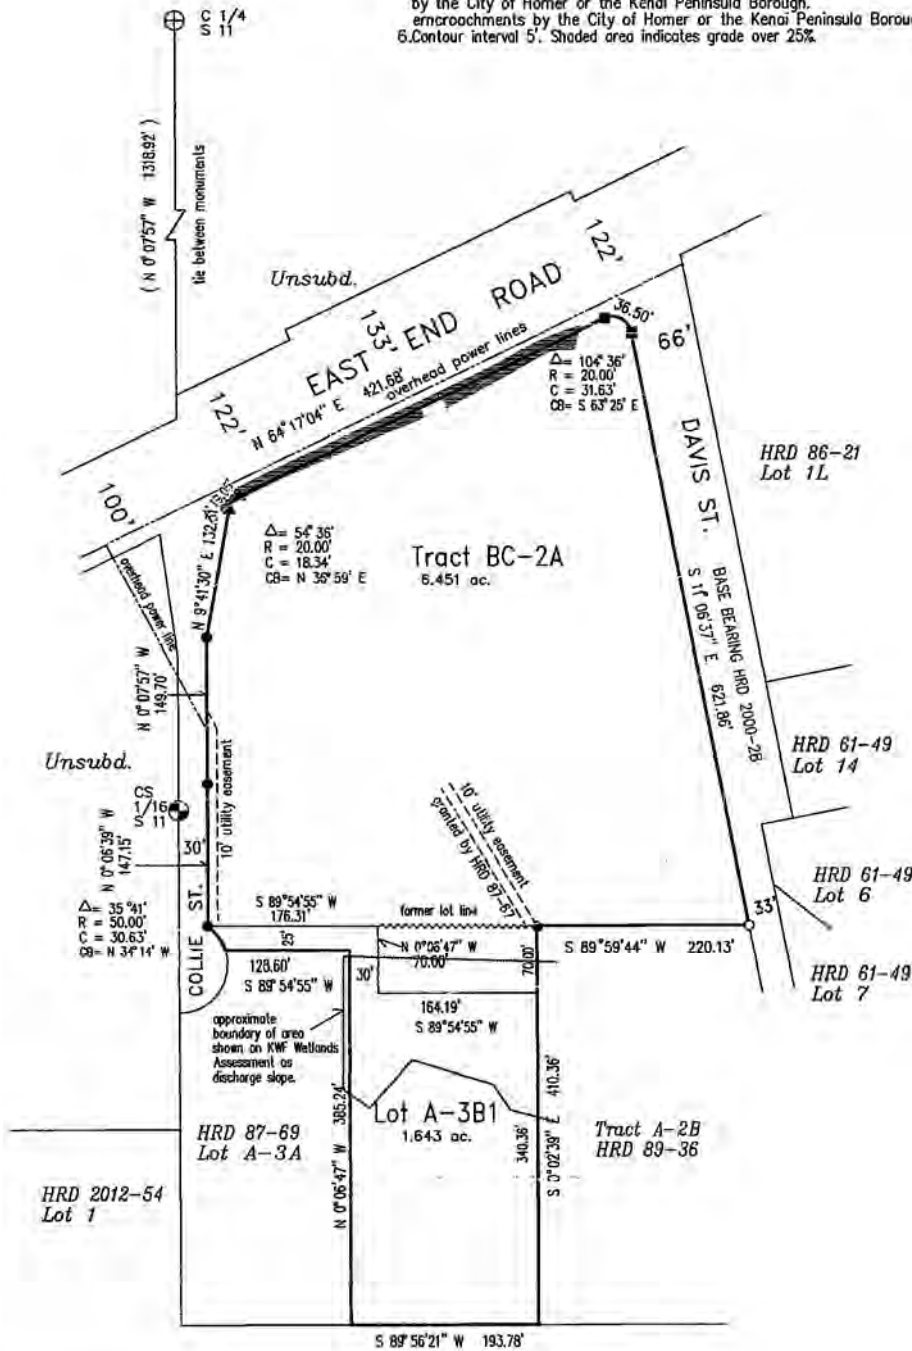 by the City of Homer or the Kenai Peninsula Borough.
emcroachments by the City of Homer or the Kenai Peninsula Borou
6.Contour interval 5'. Shaded area indicates grade over 25%.
C 1/4
S 11
( N 0°07'57" W 1318.92' )
tie between monuments
Unsubd.
122'
133'
EAST END ROAD
36.50'
66'
overhead power lines
N 64°17'04" E 421.68'
122'
Δ= 104°36'
R = 20.00'
C = 31.63'
CB= S 63°25' E
DAVIS ST.
HRD 86-21
Lot 1L
100'
Δ= 54°36'
R = 20.00'
C = 18.34'
CB= N 36°59' E
Tract BC-2A
6.451 ac.
overhead power line
N 9°41'30" E 132.61'
BASE BEARING HRD 2000-26
S 11°06'37" E 621.86'
N 0°07'57" W
149.70'
HRD 61-49
Lot 14
Unsubd.
10' utility easement
CS
1/16
S 11
10' utility easement
granted by HRD 87-67
N 0°06'39" W
147.15'
30'
HRD 61-49
Lot 6
Δ= 35°41'
R = 50.00'
C = 30.63'
CB= N 34°14' W
COLLIE ST.
S 89°54'55" W
176.31'
former lot line
33'
25'
N 0°06'47" W
70.00'
70.00'
S 89°59'44" W 220.13'
128.60'
S 89°54'55" W
30'
HRD 61-49
Lot 7
164.19'
S 89°54'55" W
approximate
boundary of area
shown on KWF Wetlands
Assessment as
discharge slope.
N 0°06'47" W 385.24'
Lot A-3B1
1.643 ac.
340.36'
S 0°02'39" E 410.36'
HRD 87-69
Lot A-3A
Tract A-2B
HRD 89-36
HRD 2012-54
Lot 1
S 89°56'21" W 193.78'